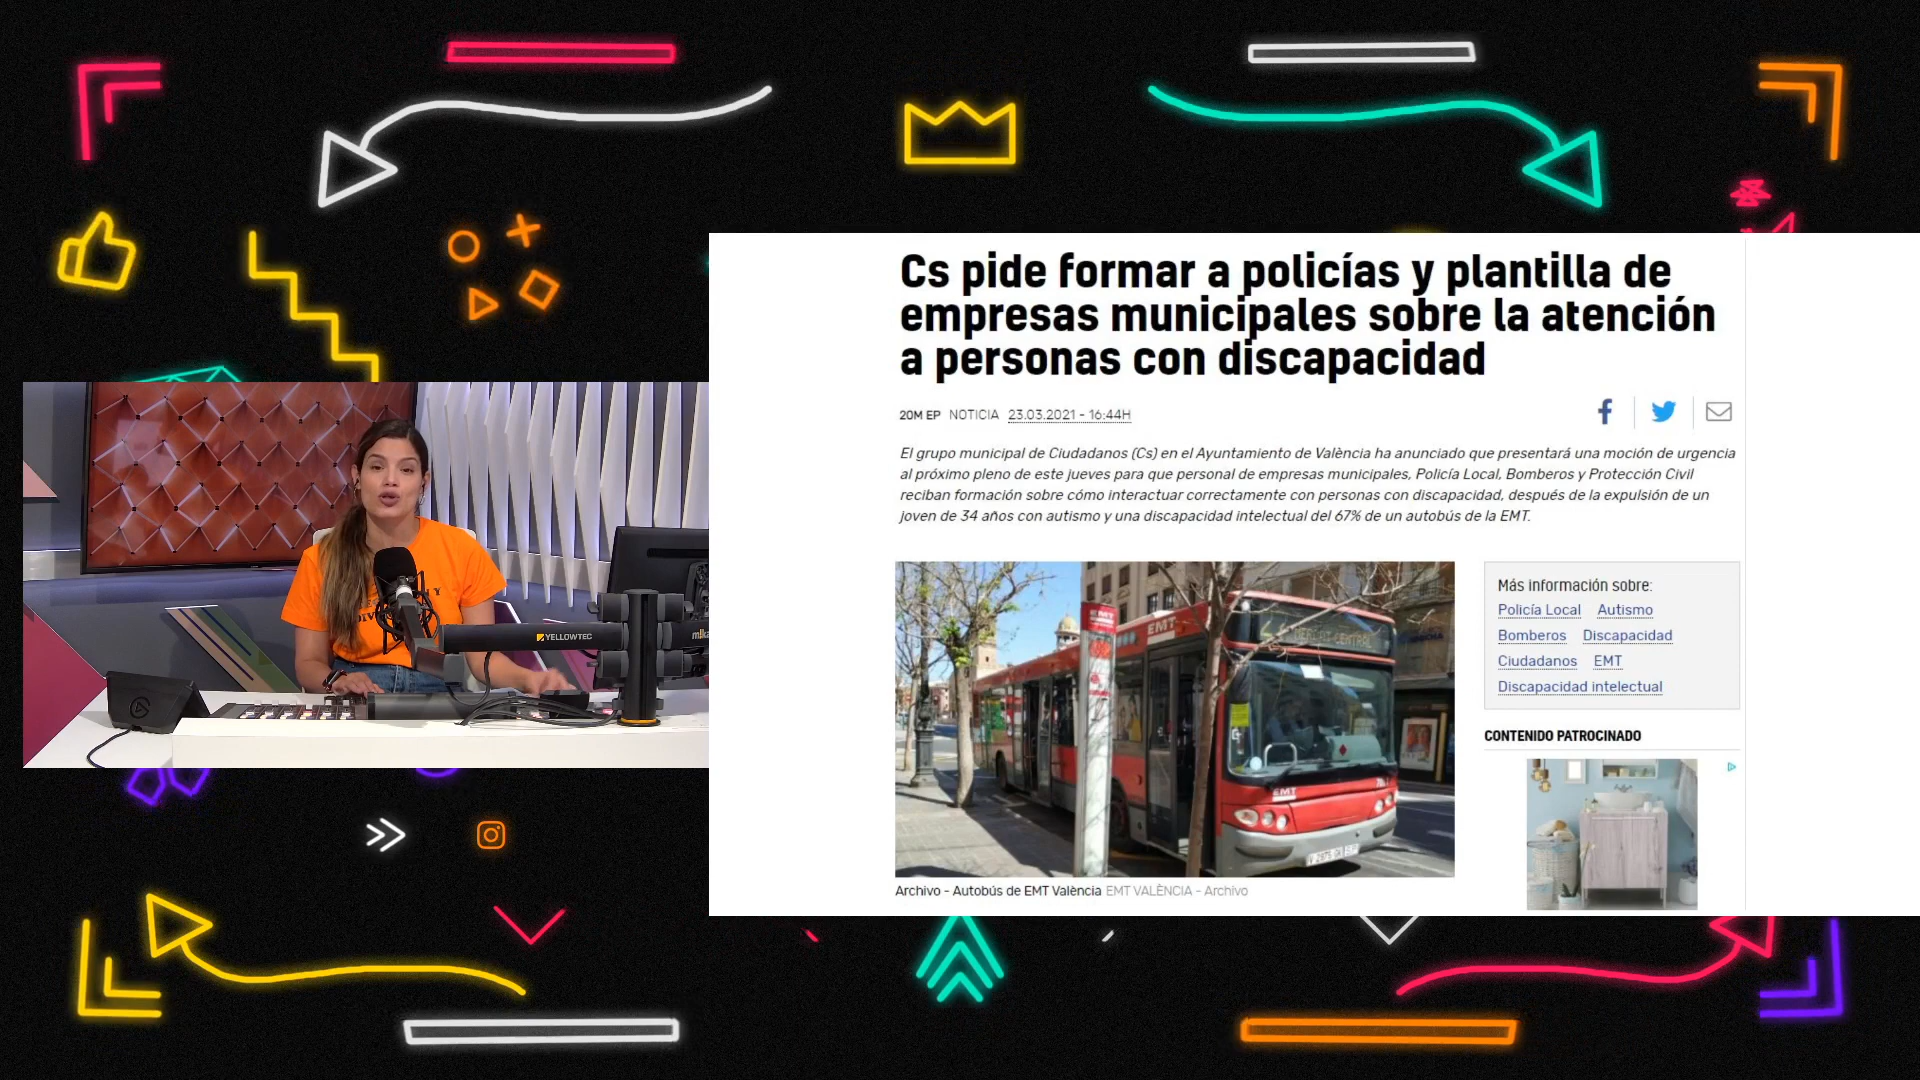 Cs pide formar a policías y plantilla de
empresas municipales sobre la atención
a personas con discapacidad
20M EP NOTICIA 23.03.2021 - 16:44H
El grupo municipal de Ciudadanos (Cs) en el Ayuntamiento de València ha anunciado que presentará una moción de urgencia
al próximo pleno de este jueves para que personal de empresas municipales, Policía Local, Bomberos y Protección Civil
reciban formación sobre cómo interactuar correctamente con personas con discapacidad, después de la expulsión de un
joven de 34 años con autismo y una discapacidad intelectual del 67% de un autobús de la EMT.
EMT
EMT
EMT
Más información sobre:
Policía Local Autismo
Bomberos Discapacidad
Ciudadanos EMT
Discapacidad intelectual
CONTENIDO PATROCINADO
Archivo - Autobús de EMT València EMT VALÈNCIA - Archivo
YELLOWTEC